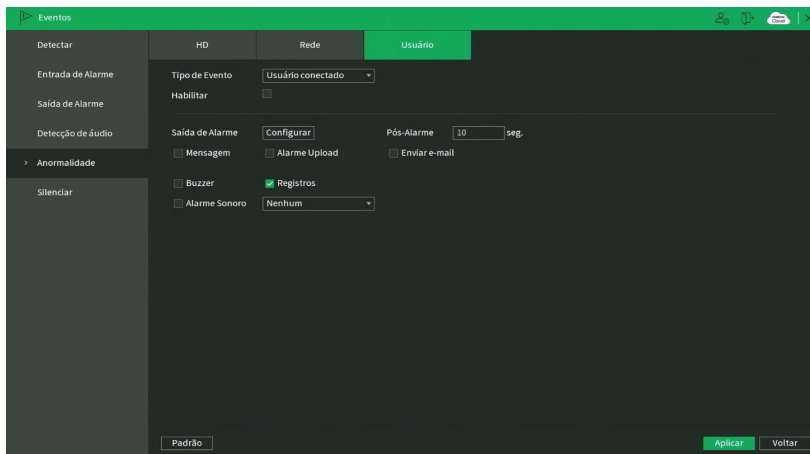 Eventos
Detectar
Entrada de Alarme
Saída de Alarme
Detecção de áudio
> Anormalidade
Silenciar
HD Rede Usuário
Tipo de Evento Usuário conectado
Habilitar
Saída de Alarme Configurar Pós-Alarme 10 seg.
Mensagem Alarme Upload Enviar e-mail
Buzzer Registros
Alarme Sonoro Nenhum
Padrão Aplicar Voltar